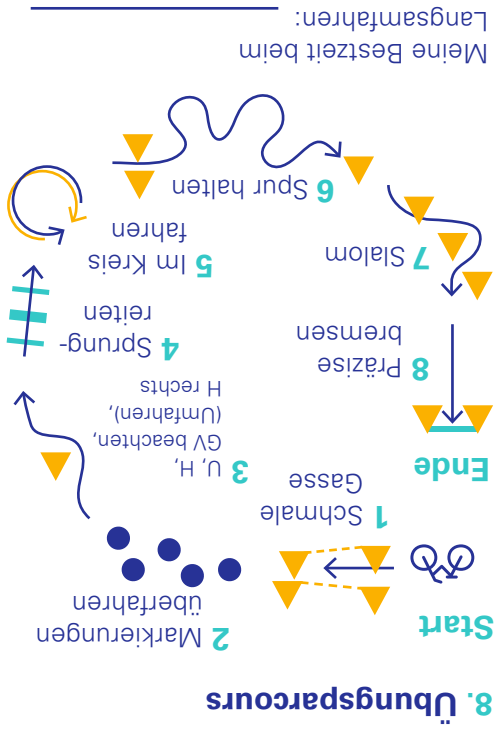 8. Übungsparcours
Start
1 Schmale
Gasse
2 Markierungen
überfahren
3 U, H,
GV beachten,
(Umfahren),
H rechts
4 Sprung-
reiten
5 Im Kreis
fahren
6 Spur halten
7 Slalom
8 Präzise
bremsen
Ende
Meine Bestzeit beim
Langsamfahren: